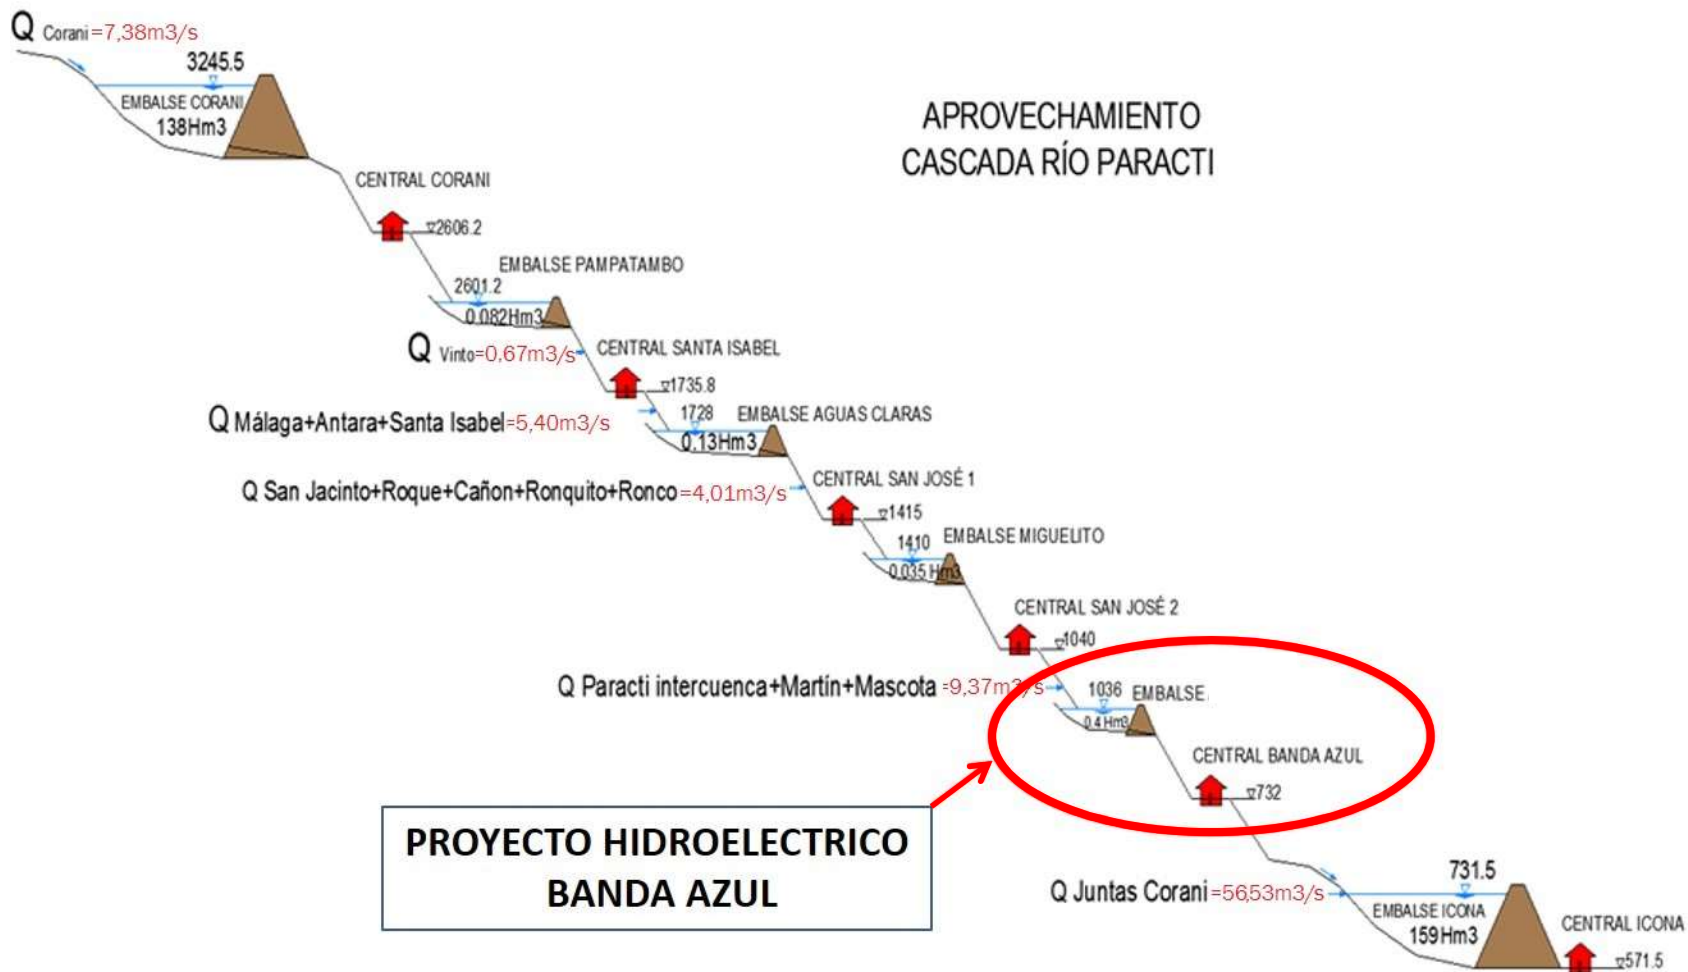 Q Corani=7,38m3/s
3245.5
EMBALSE CORANI
138Hm3
APROVECHAMIENTO
CASCADA RÍO PARACTI
CENTRAL CORANI
2606.2
EMBALSE PAMPATAMBO
2601.2
0.082Hm3
Q Vinto=0,67m3/s
CENTRAL SANTA ISABEL
1735.8
Q Málaga+Antara+Santa Isabel=5,40m3/s
1728
EMBALSE AGUAS CLARAS
0.13Hm3
Q San Jacinto+Roque+Cañon+Ronquito+Ronco=4,01m3/s
CENTRAL SAN JOSÉ 1
1415
1410
EMBALSE MIGUELITO
0.035 Hm3
CENTRAL SAN JOSÉ 2
1040
Q Paracti intercuenca+Martín+Mascota =9,37m3/s
1036
EMBALSE
0.4 Hm3
CENTRAL BANDA AZUL
732
PROYECTO HIDROELECTRICO
BANDA AZUL
Q Juntas Corani=56,53m3/s
731.5
EMBALSE ICONA
159Hm3
CENTRAL ICONA
571.5